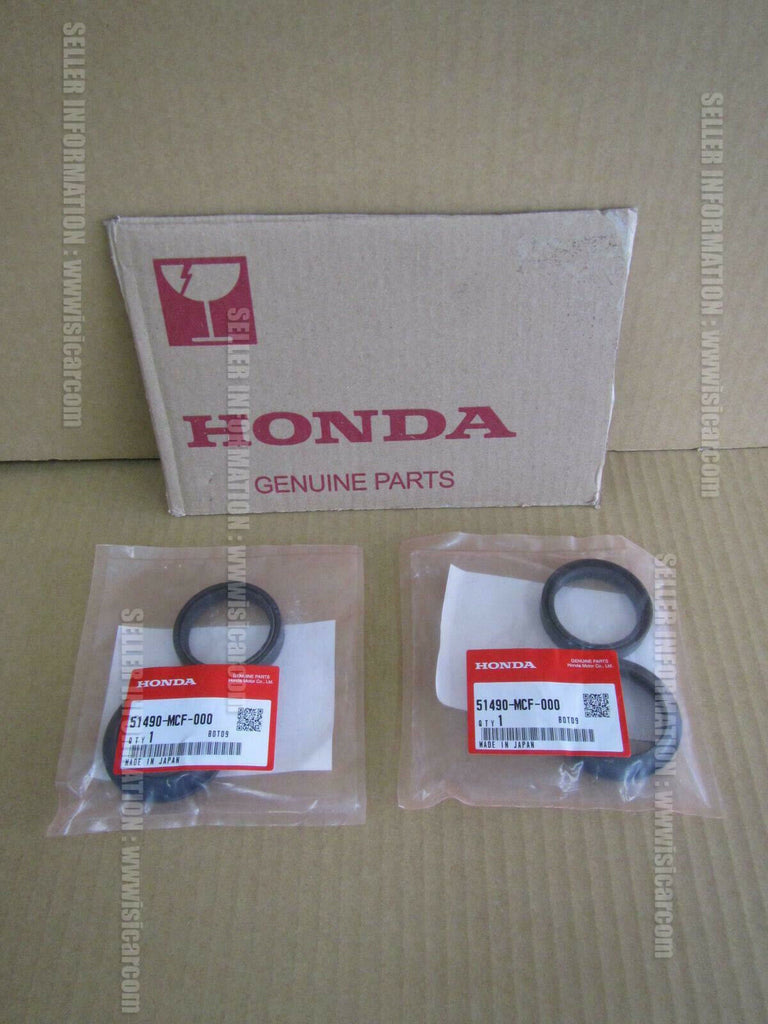 SELLER INFORMATION : www.isicar.com
SELLER INFORMATION : www.isicar.com
HONDA
GENUINE PARTS
SELLER INFORMATION : www.isicar.com
HONDA
GENUINE PARTS
Honda Motor Co., Ltd.
51490-MCF-000
QTY 1
80T09
MADE IN JAPAN
HONDA
GENUINE PARTS
Honda Motor Co., Ltd.
51490-MCF-000
QTY 1
80T09
MADE IN JAPAN
SELLER INFORMATION : www.isicar.com
SELLER INFORMATION : www.isicar.com